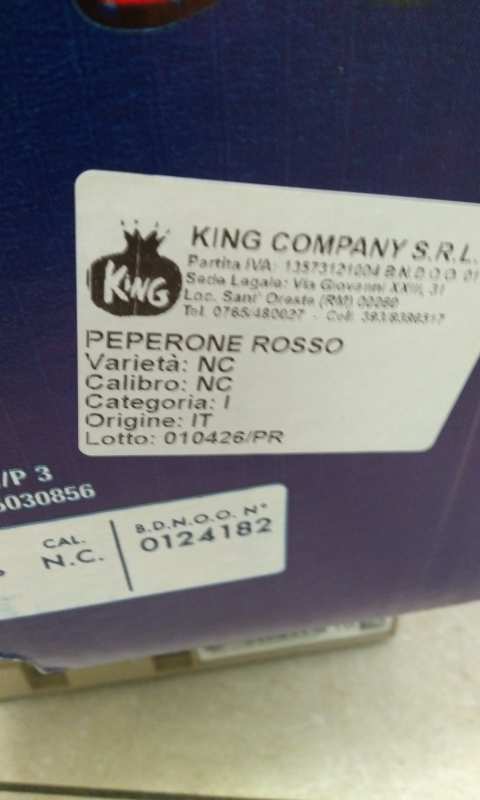 KING
KING COMPANY S.R.L.
Partita IVA: 13573121004 B.N.D.O.O. 01
Sede Legale: Via Giovanni XXIII, 31
Loc. Sant' Oreste (RM) 00060
Tel. 0765/480027 - Cell. 393/8386317
PEPERONE ROSSO
Varietà: NC
Calibro: NC
Categoria: I
Origine: IT
Lotto: 010426/PR
/P 3
5030856
CAL.
N.C.
B.D.N.O.O. N°
0124182